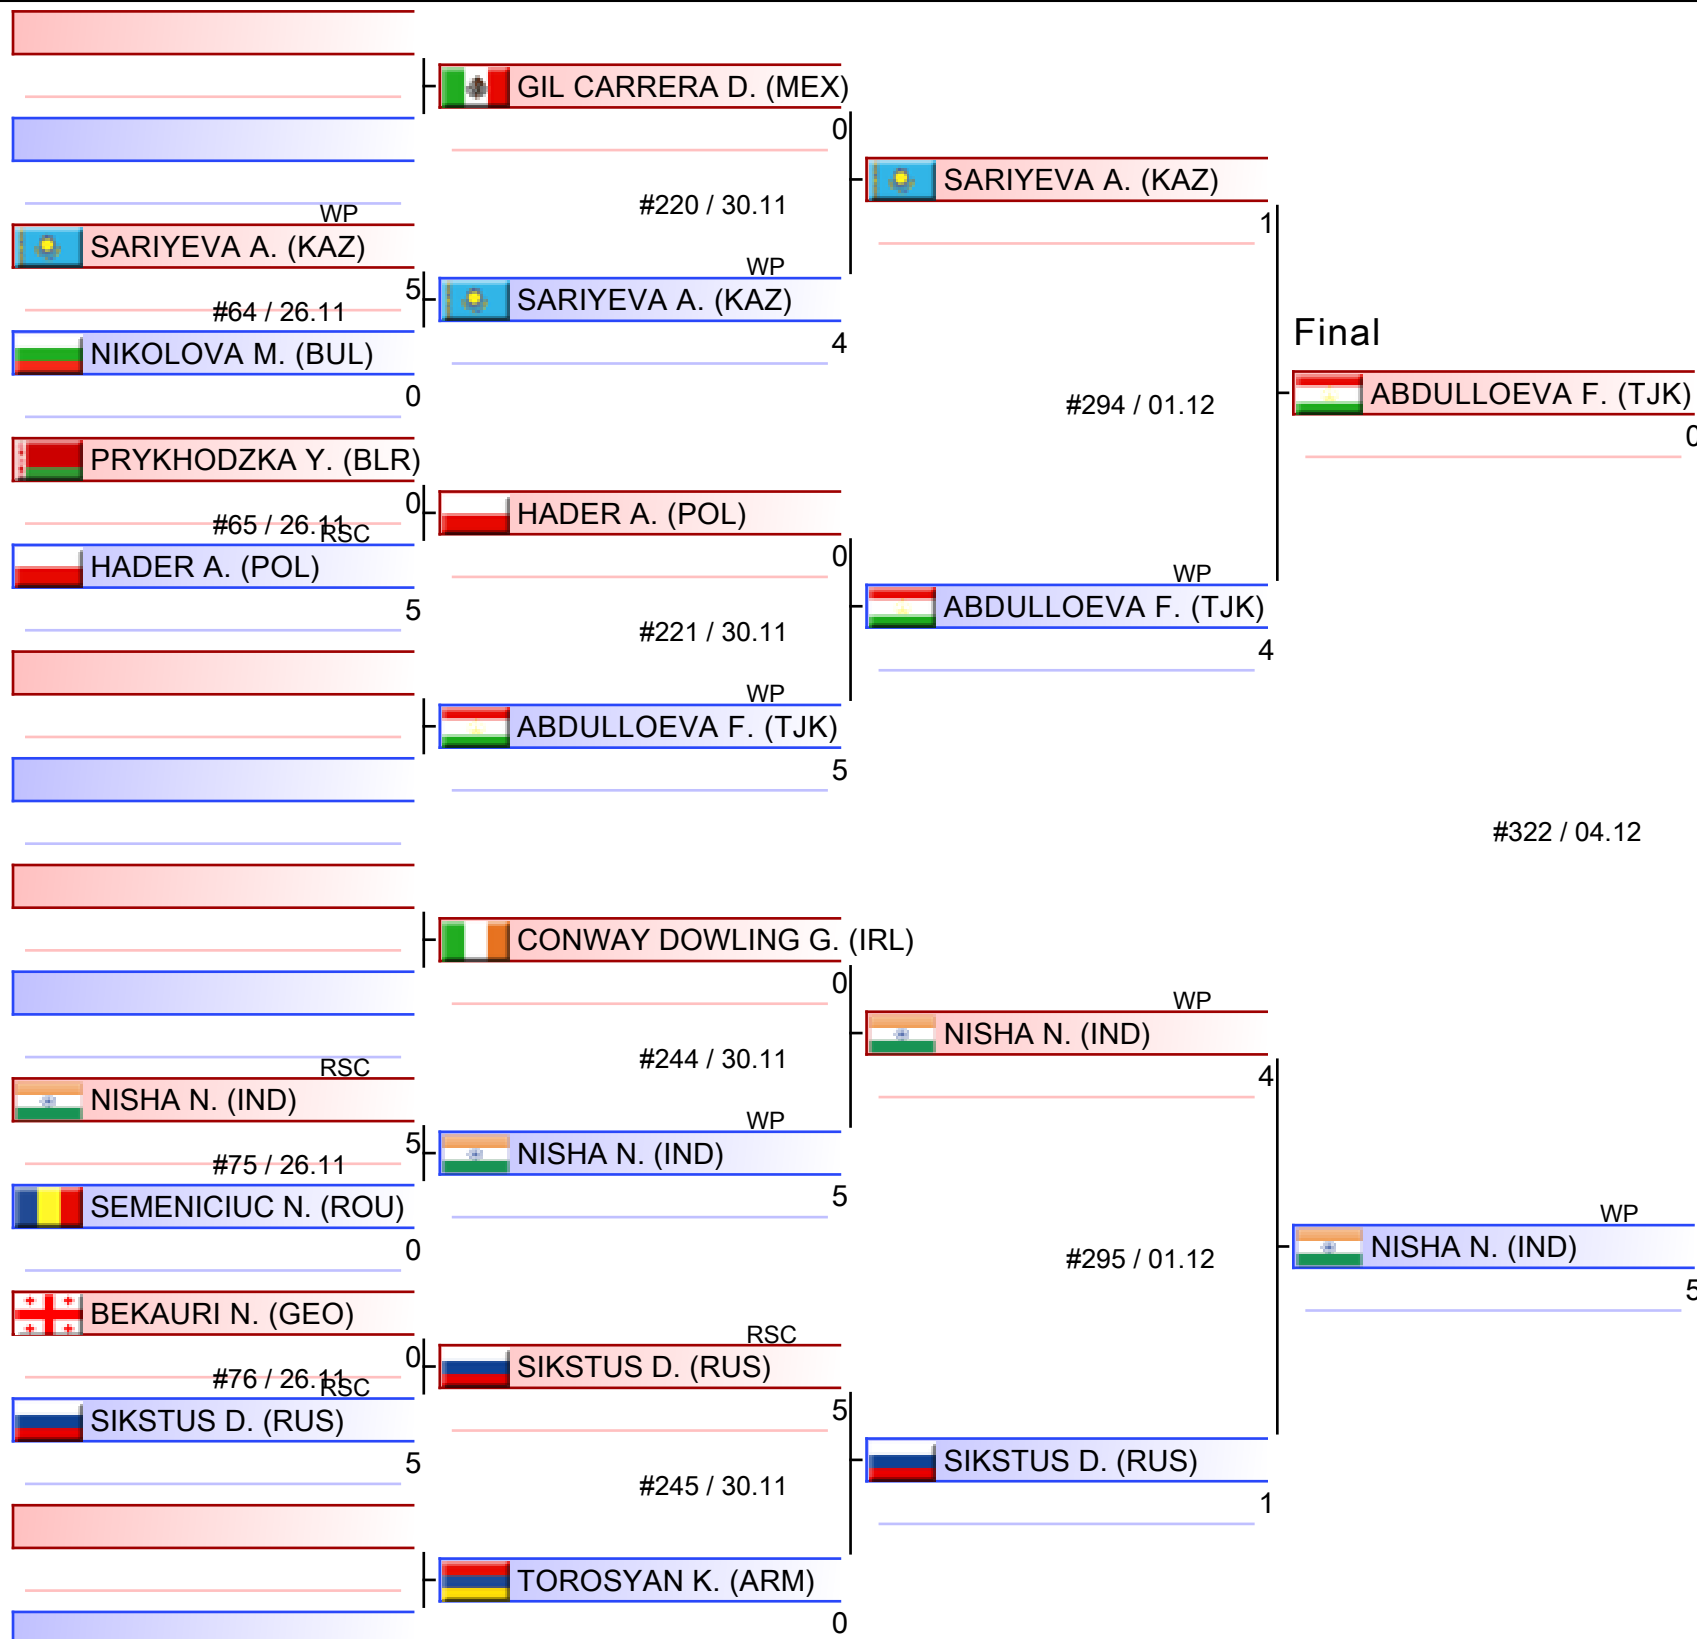 GIL CARRERA D. (MEX)
0
#220 / 30.11
SARIYEVA A. (KAZ)
1
WP
SARIYEVA A. (KAZ)
5
#64 / 26.11
WP
SARIYEVA A. (KAZ)
4
NIKOLOVA M. (BUL)
0
Final
ABDULLOEVA F. (TJK)
0
#294 / 01.12
PRYKHODZKA Y. (BLR)
0
#65 / 26.11
RSC
HADER A. (POL)
5
HADER A. (POL)
0
#221 / 30.11
WP
ABDULLOEVA F. (TJK)
4
WP
ABDULLOEVA F. (TJK)
5
#322 / 04.12
CONWAY DOWLING G. (IRL)
0
#244 / 30.11
WP
NISHA N. (IND)
4
RSC
NISHA N. (IND)
5
#75 / 26.11
WP
NISHA N. (IND)
5
SEMENICIUC N. (ROU)
0
#295 / 01.12
WP
NISHA N. (IND)
5
BEKAURI N. (GEO)
0
#76 / 26.11
RSC
SIKSTUS D. (RUS)
5
RSC
SIKSTUS D. (RUS)
5
#245 / 30.11
SIKSTUS D. (RUS)
1
TOROSYAN K. (ARM)
0